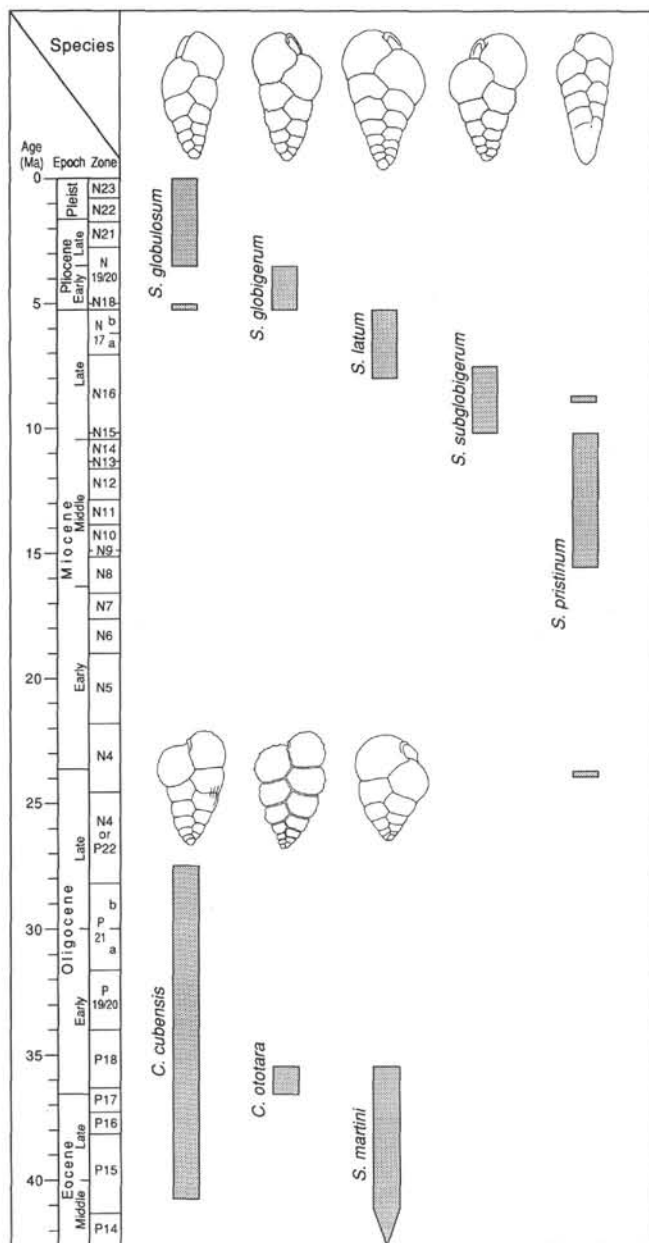 Species
Age
(Ma) Epoch Zone
0
5
10
15
20
25
30
35
40
Pleist
Pliocene
Late
Early
Miocene
Late
Middle
Early
Oligocene
Late
Early
Eocene
Late
Middle
N23
N22
N21
N
19/20
N18
N b
17 a
N16
N15
N14
N13
N12
N11
N10
N9
N8
N7
N6
N5
N4
N4
or
P22
b
P
21
a
P
19/20
P18
P17
P16
P15
P14
S. globulosum
S. globigerum
S. latum
S. subglobigerum
S. pristinum
C. cubensis
C. ototara
S. martini